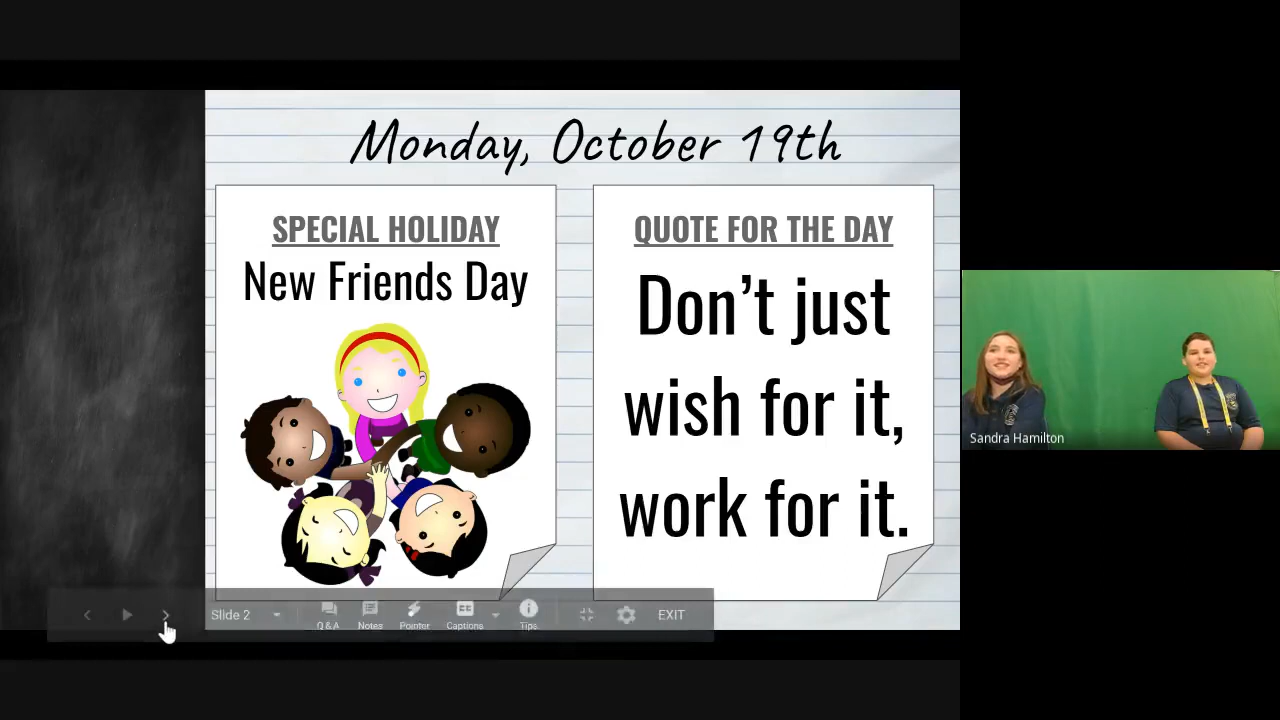 Monday, October 19th
SPECIAL HOLIDAY
New Friends Day
QUOTE FOR THE DAY
Don’t just
wish for it,
work for it.
Sandra Hamilton
Slide 2
Q&A
Notes
Pointer
Captions
CC
Tips
EXIT